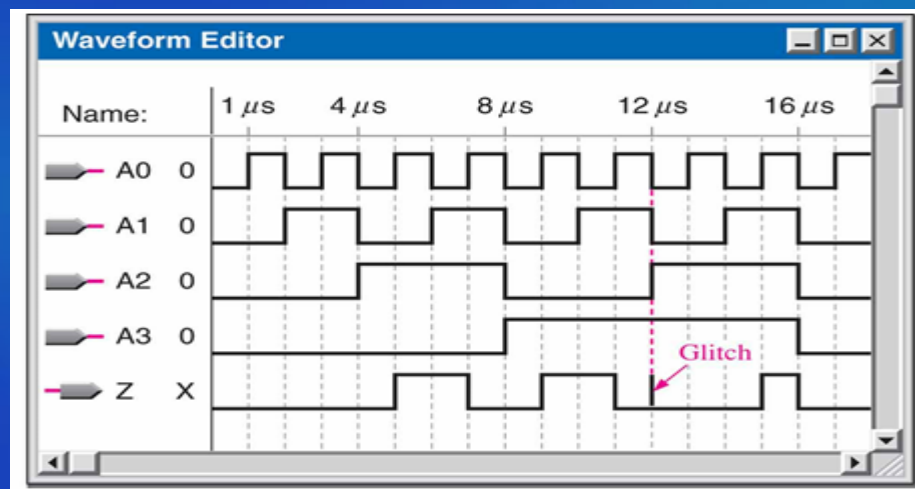 Waveform Editor
Name: 1 μs 4 μs 8 μs 12 μs 16 μs
A0 0
A1 0
A2 0
A3 0
Glitch
Z X